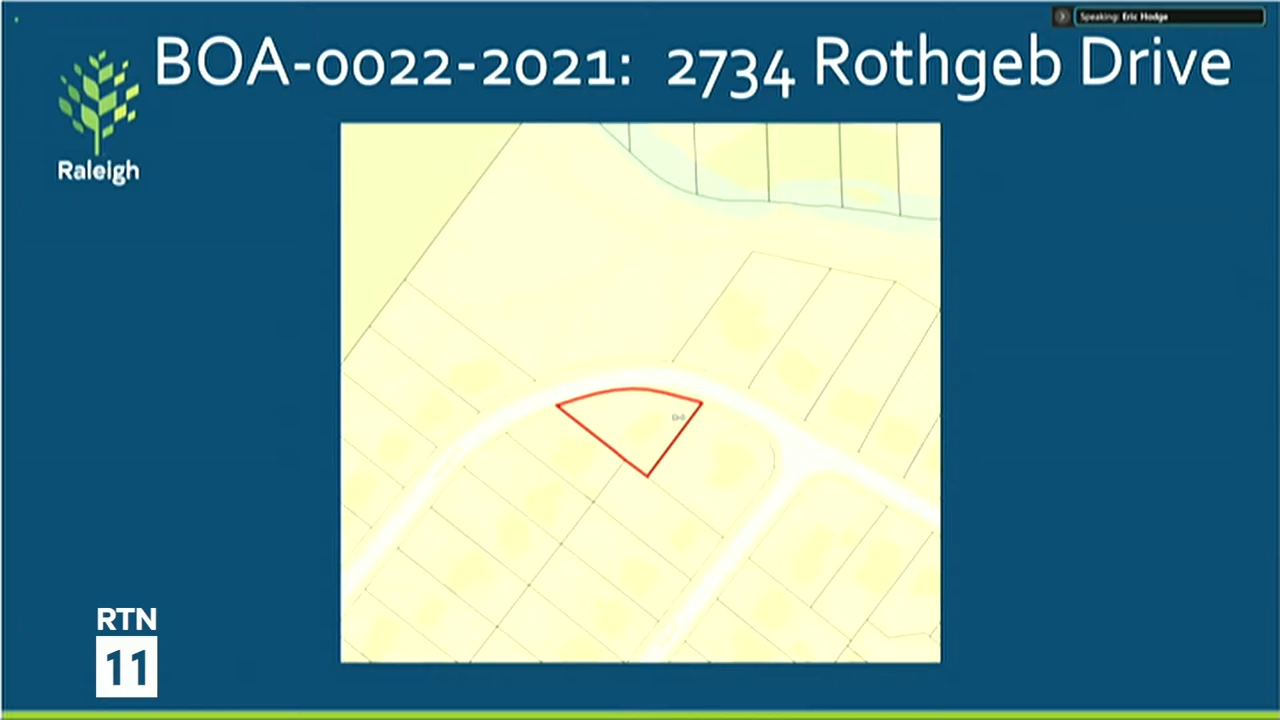 Speaking: Eric Hodge
BOA-0022-2021: 2734 Rothgeb Drive
Raleigh
RTN
11